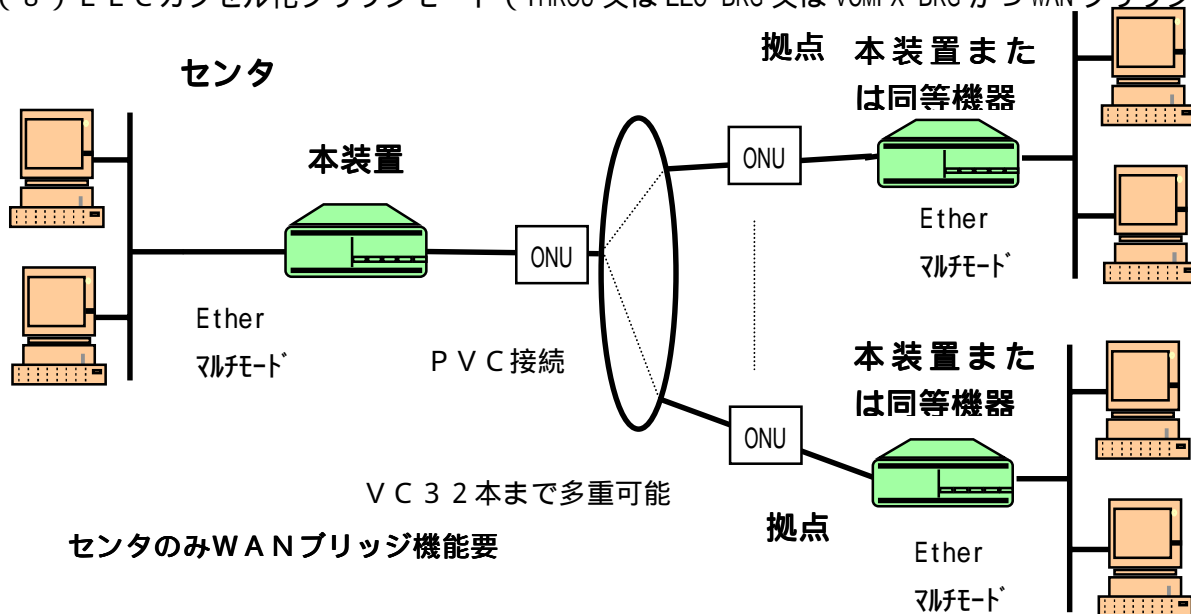 センタ
拠点
本装置また
は同等機器
本装置
ONU
ONU
Ether
マルチモード
Ether
マルチモード
ＰＶＣ接続
本装置また
は同等機器
ONU
ＶＣ３２本まで多重可能
拠点
センタのみＷＡＮブリッジ機能要
Ether
マルチモード